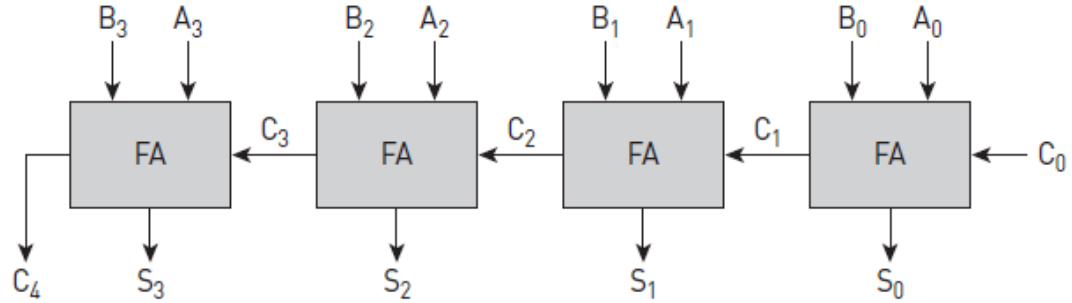 B₃ A₃ B₂ A₂ B₁ A₁ B₀ A₀
FA C₃ FA C₂ FA C₁ FA C₀
C₄ S₃ S₂ S₁ S₀